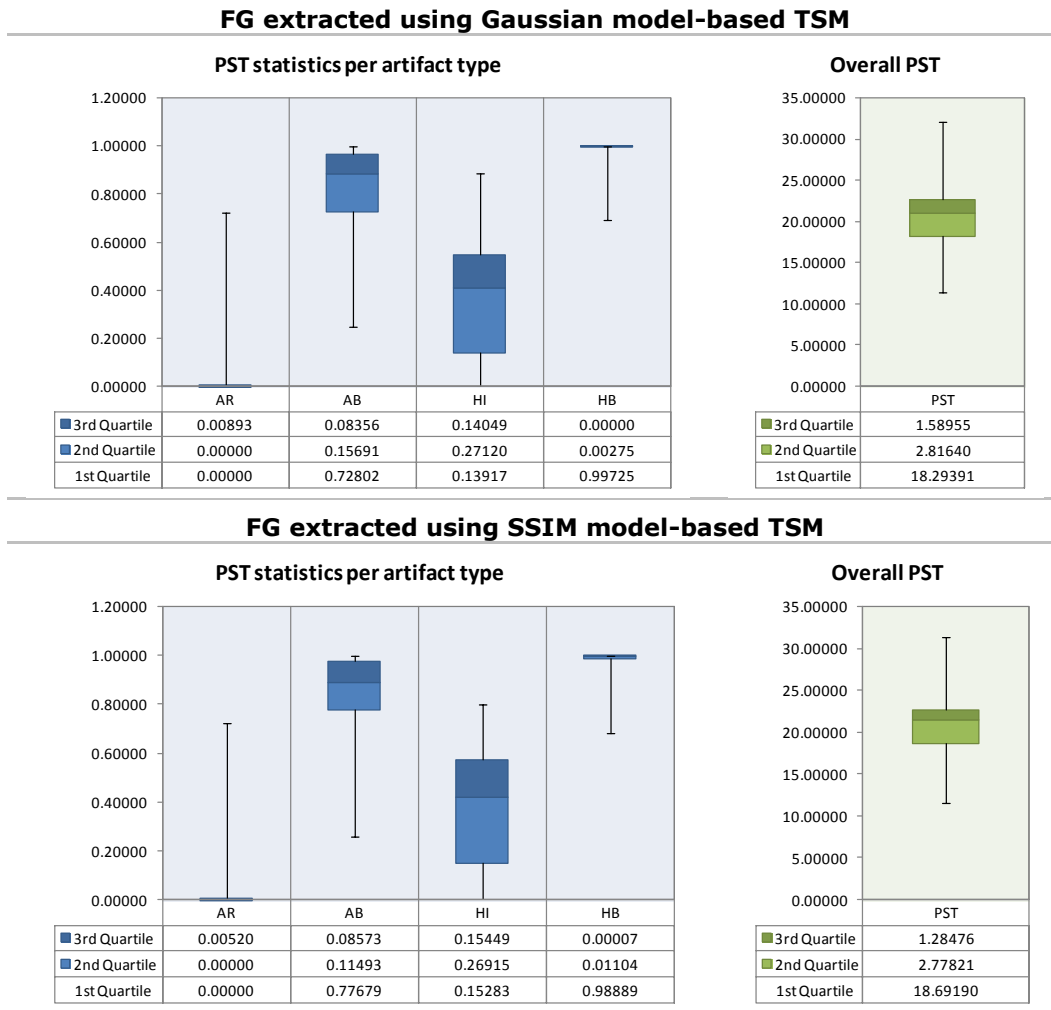 FG extracted using Gaussian model-based TSM
PST statistics per artifact type
1.20000
1.00000
0.80000
0.60000
0.40000
0.20000
0.00000
AR AB HI HB
3rd Quartile 0.00893 0.08356 0.14049 0.00000
2nd Quartile 0.00000 0.15691 0.27120 0.00275
1st Quartile 0.00000 0.72802 0.13917 0.99725
Overall PST
35.00000
30.00000
25.00000
20.00000
15.00000
10.00000
5.00000
0.00000
PST
3rd Quartile 1.58955
2nd Quartile 2.81640
1st Quartile 18.29391
FG extracted using SSIM model-based TSM
PST statistics per artifact type
1.20000
1.00000
0.80000
0.60000
0.40000
0.20000
0.00000
AR AB HI HB
3rd Quartile 0.00520 0.08573 0.15449 0.00007
2nd Quartile 0.00000 0.11493 0.26915 0.01104
1st Quartile 0.00000 0.77679 0.15283 0.98889
Overall PST
35.00000
30.00000
25.00000
20.00000
15.00000
10.00000
5.00000
0.00000
PST
3rd Quartile 1.28476
2nd Quartile 2.77821
1st Quartile 18.69190